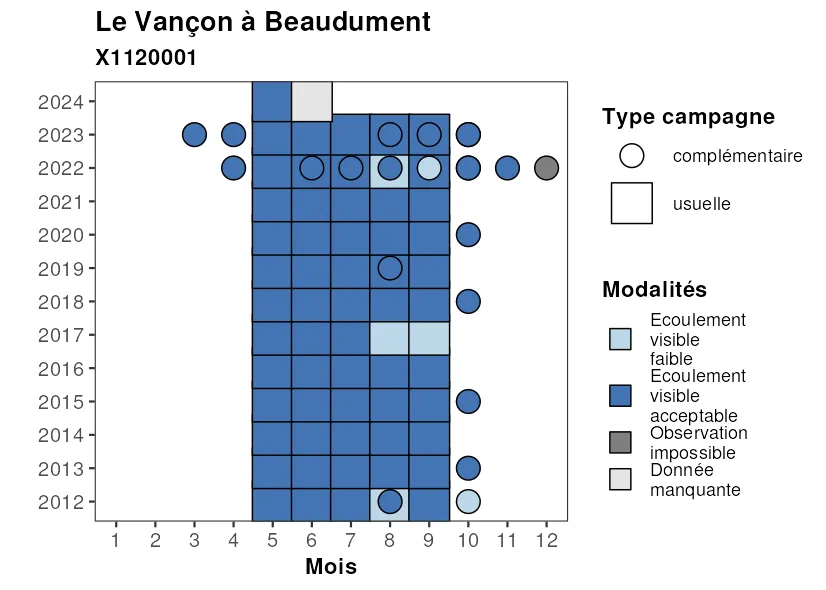 Le Vançon à Beaudument
X1120001
2024
2023
2022
2021
2020
2019
2018
2017
2016
2015
2014
2013
2012
1 2 3 4 5 6 7 8 9 10 11 12
Mois
Type campagne
complémentaire
usuelle
Modalités
Ecoulement
visible
faible
Ecoulement
visible
acceptable
Observation
impossible
Donnée
manquante